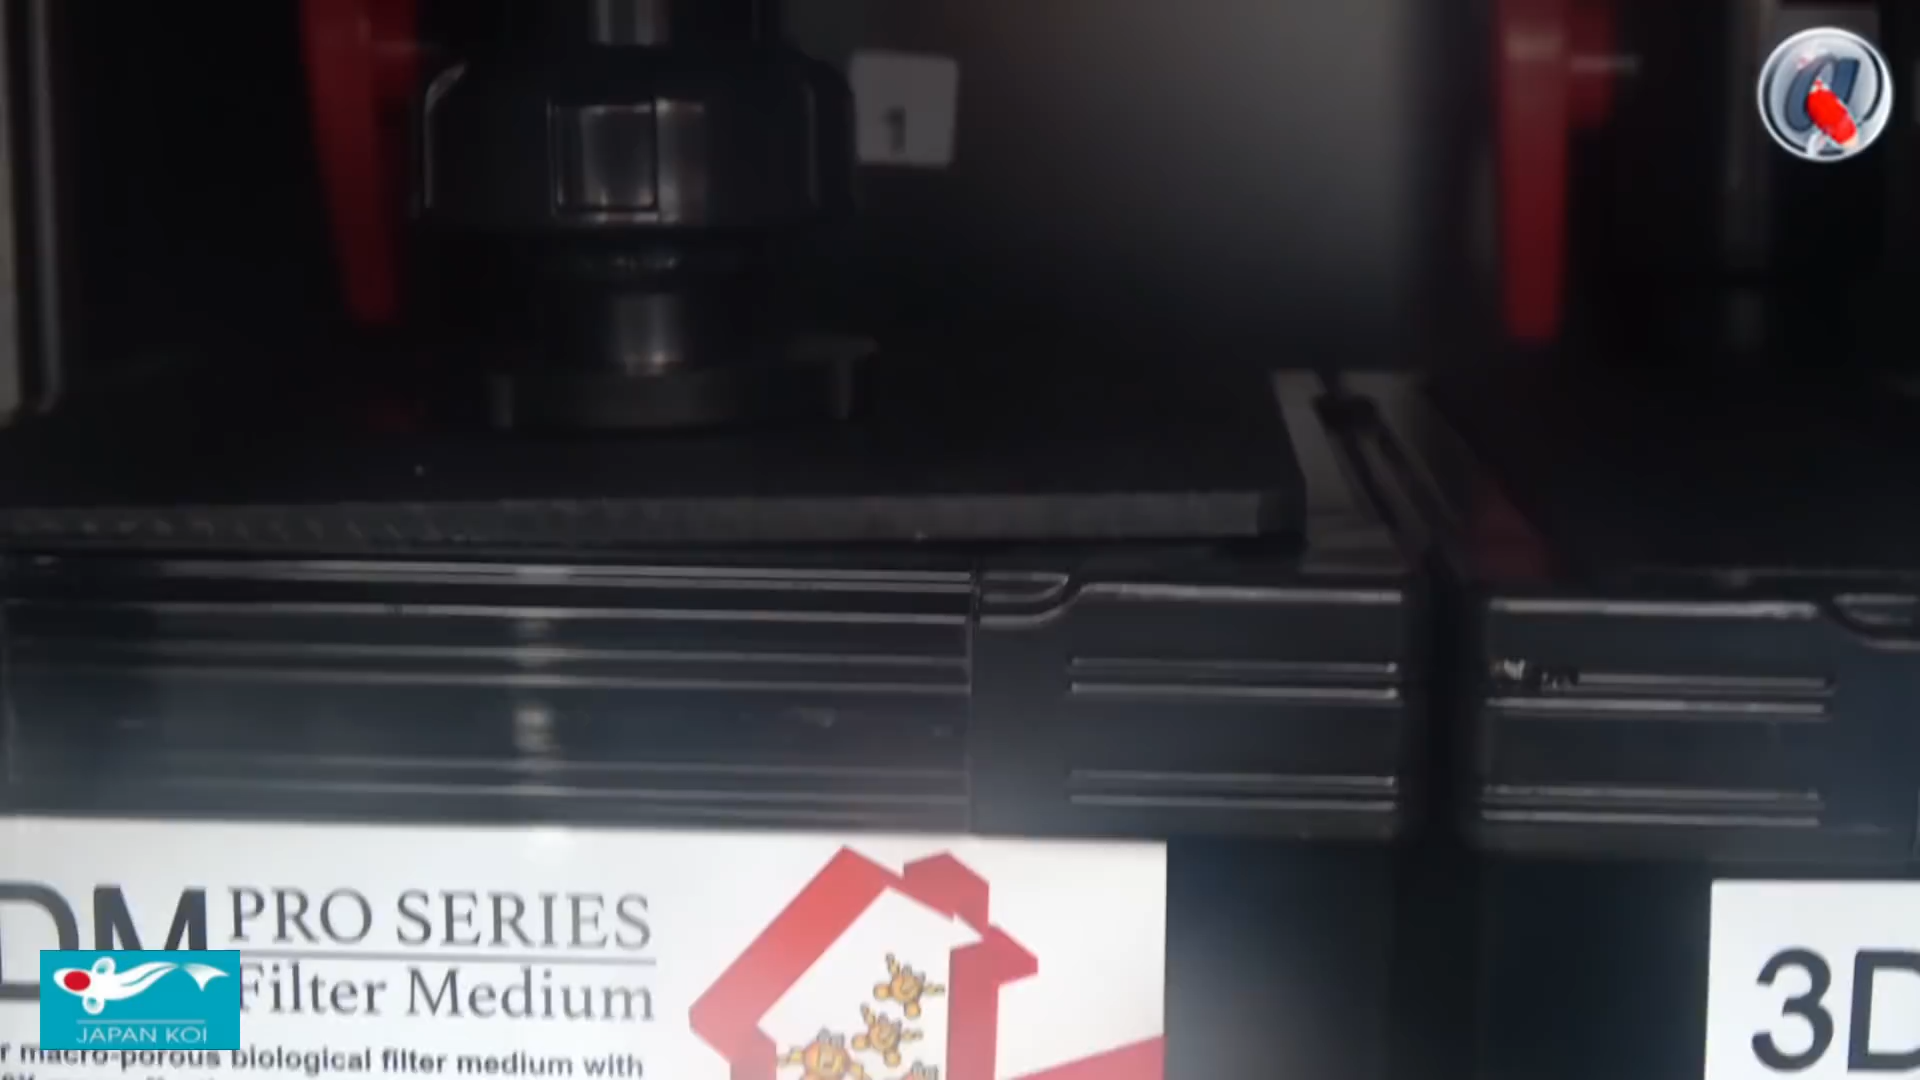 1
DM PRO SERIES
Filter Medium
macro-porous biological filter medium with
3D
JAPAN KOI